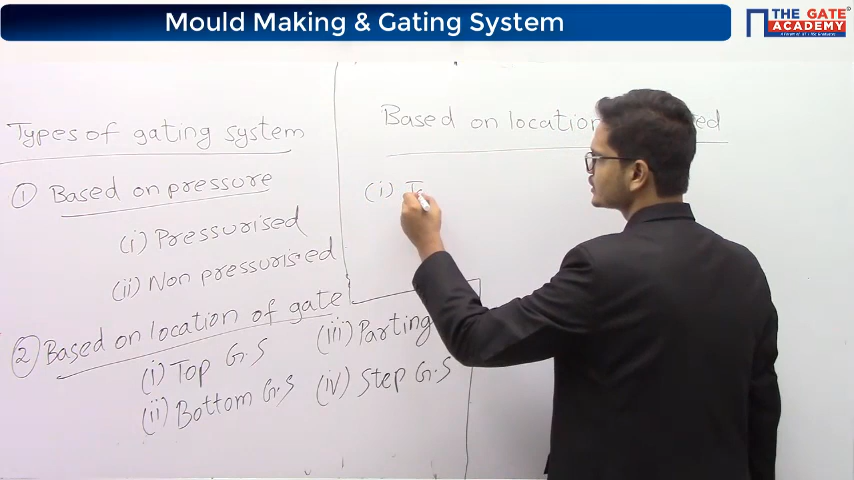 Mould Making & Gating System
THE GATE
ACADEMY
Types of gating system
① Based on pressure
(i) Pressurised
(ii) Non pressurised
② Based on location of gate
(i) Top G.S
(ii) Bottom G.S
(iii) Parting
(iv) Step G.S
Based on location
(i) T